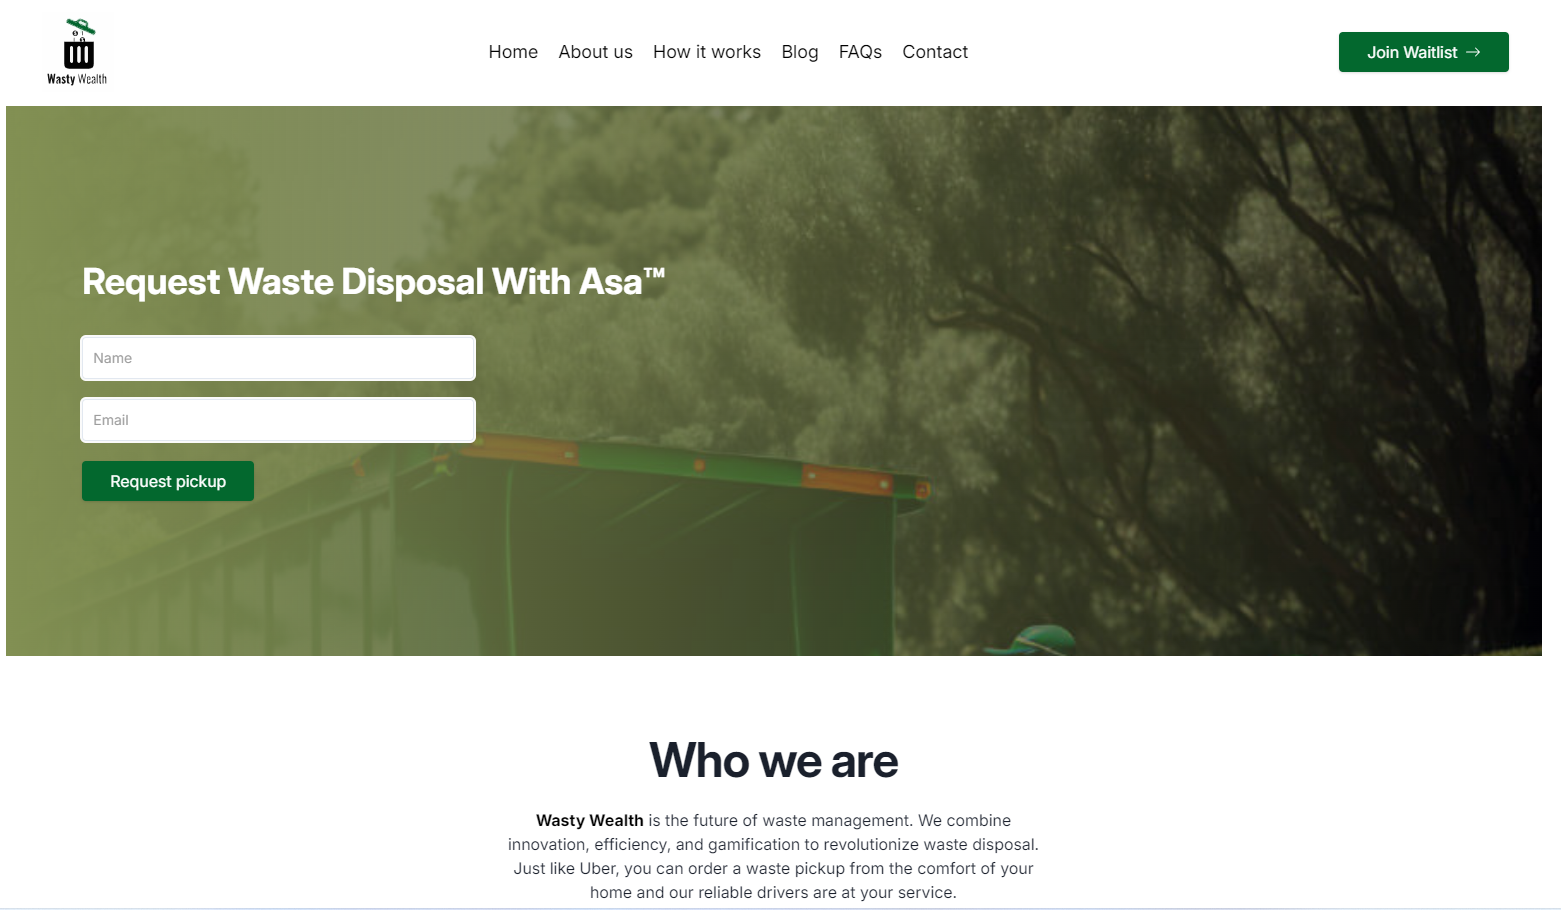 Wasty Wealth
Home
About us
How it works
Blog
FAQs
Contact
Join Waitlist →
Request Waste Disposal With Asa™
Name
Email
Request pickup
Who we are
Wasty Wealth is the future of waste management. We combine
innovation, efficiency, and gamification to revolutionize waste disposal.
Just like Uber, you can order a waste pickup from the comfort of your
home and our reliable drivers are at your service.